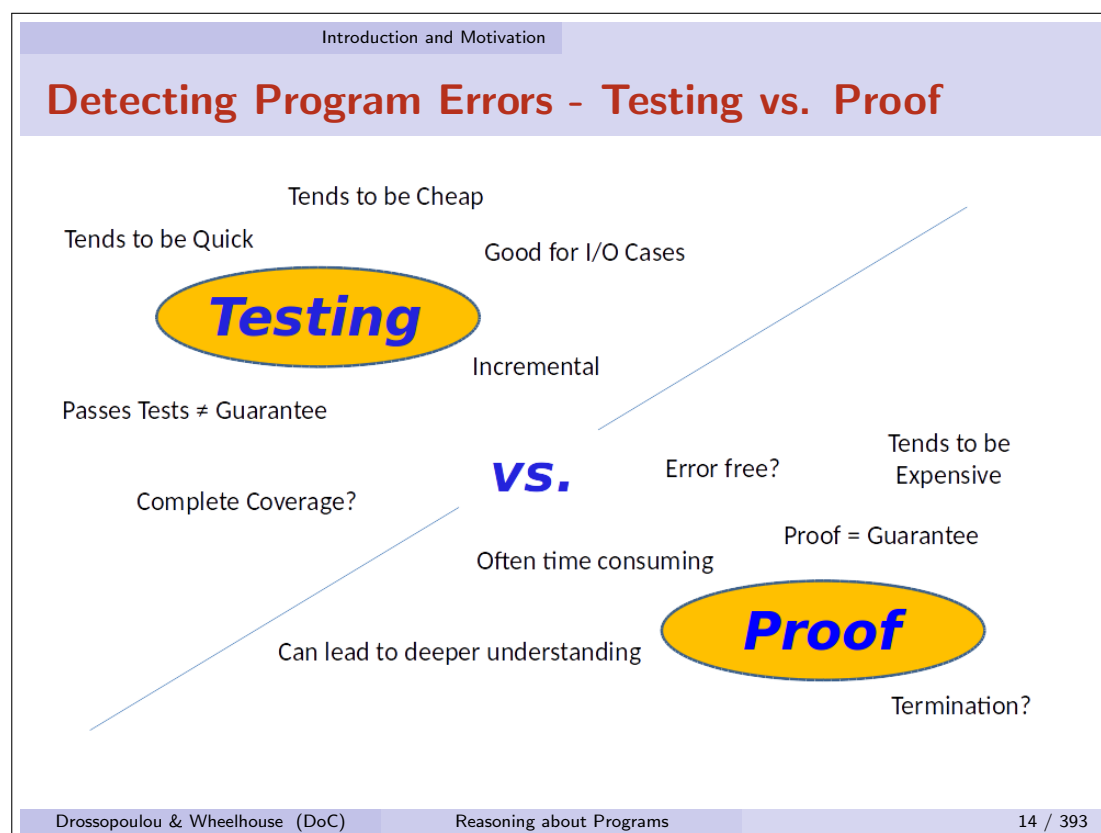 Introduction and Motivation
Detecting Program Errors - Testing vs. Proof
Tends to be Cheap
Tends to be Quick
Good for I/O Cases
Testing
Incremental
Passes Tests ≠ Guarantee
vs.
Complete Coverage?
Error free?
Tends to be
Expensive
Proof = Guarantee
Often time consuming
Proof
Can lead to deeper understanding
Termination?
Drossopoulou & Wheelhouse (DoC)
Reasoning about Programs
14 / 393